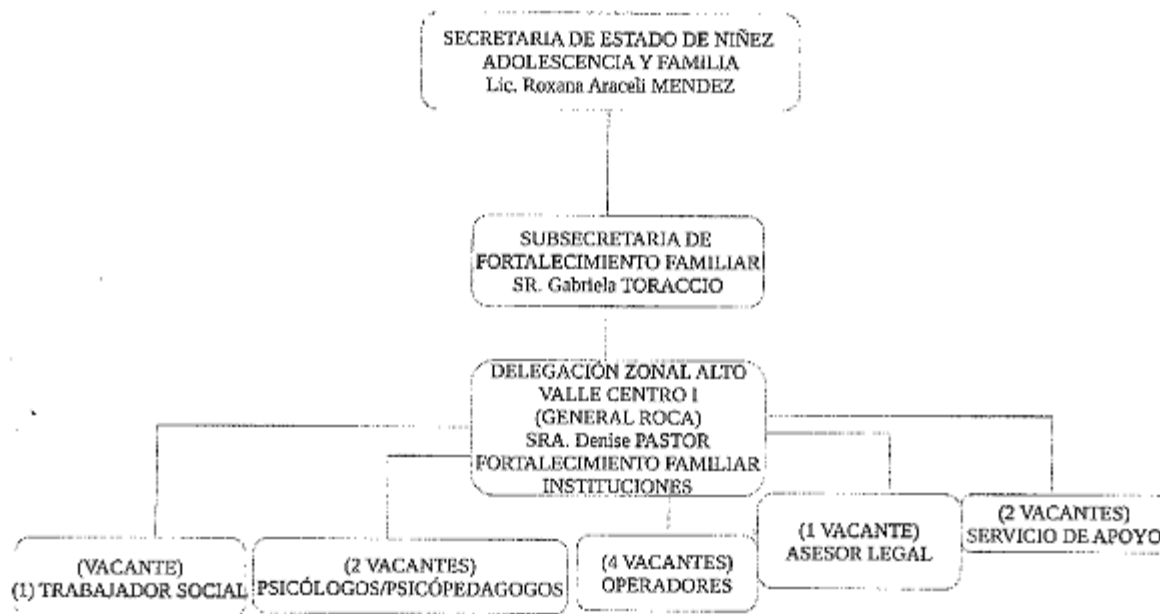 SECRETARIA DE ESTADO DE NIÑEZ
ADOLESCENCIA Y FAMILIA
Lic. Roxana Araceli MENDEZ
SUBSECRETARIA DE
FORTALECIMIENTO FAMILIAR
SR. Gabriela TORACCIO
DELEGACIÓN ZONAL ALTO
VALLE CENTRO I
(GENERAL ROCA)
SRA. Denise PASTOR
FORTALECIMIENTO FAMILIAR
INSTITUCIONES
(VACANTE)
(1) TRABAJADOR SOCIAL
(2 VACANTES)
PSICÓLOGOS/PSICÓPEDAGOGOS
(4 VACANTES)
OPERADORES
(1 VACANTE)
ASESOR LEGAL
(2 VACANTES)
SERVICIO DE APOYO